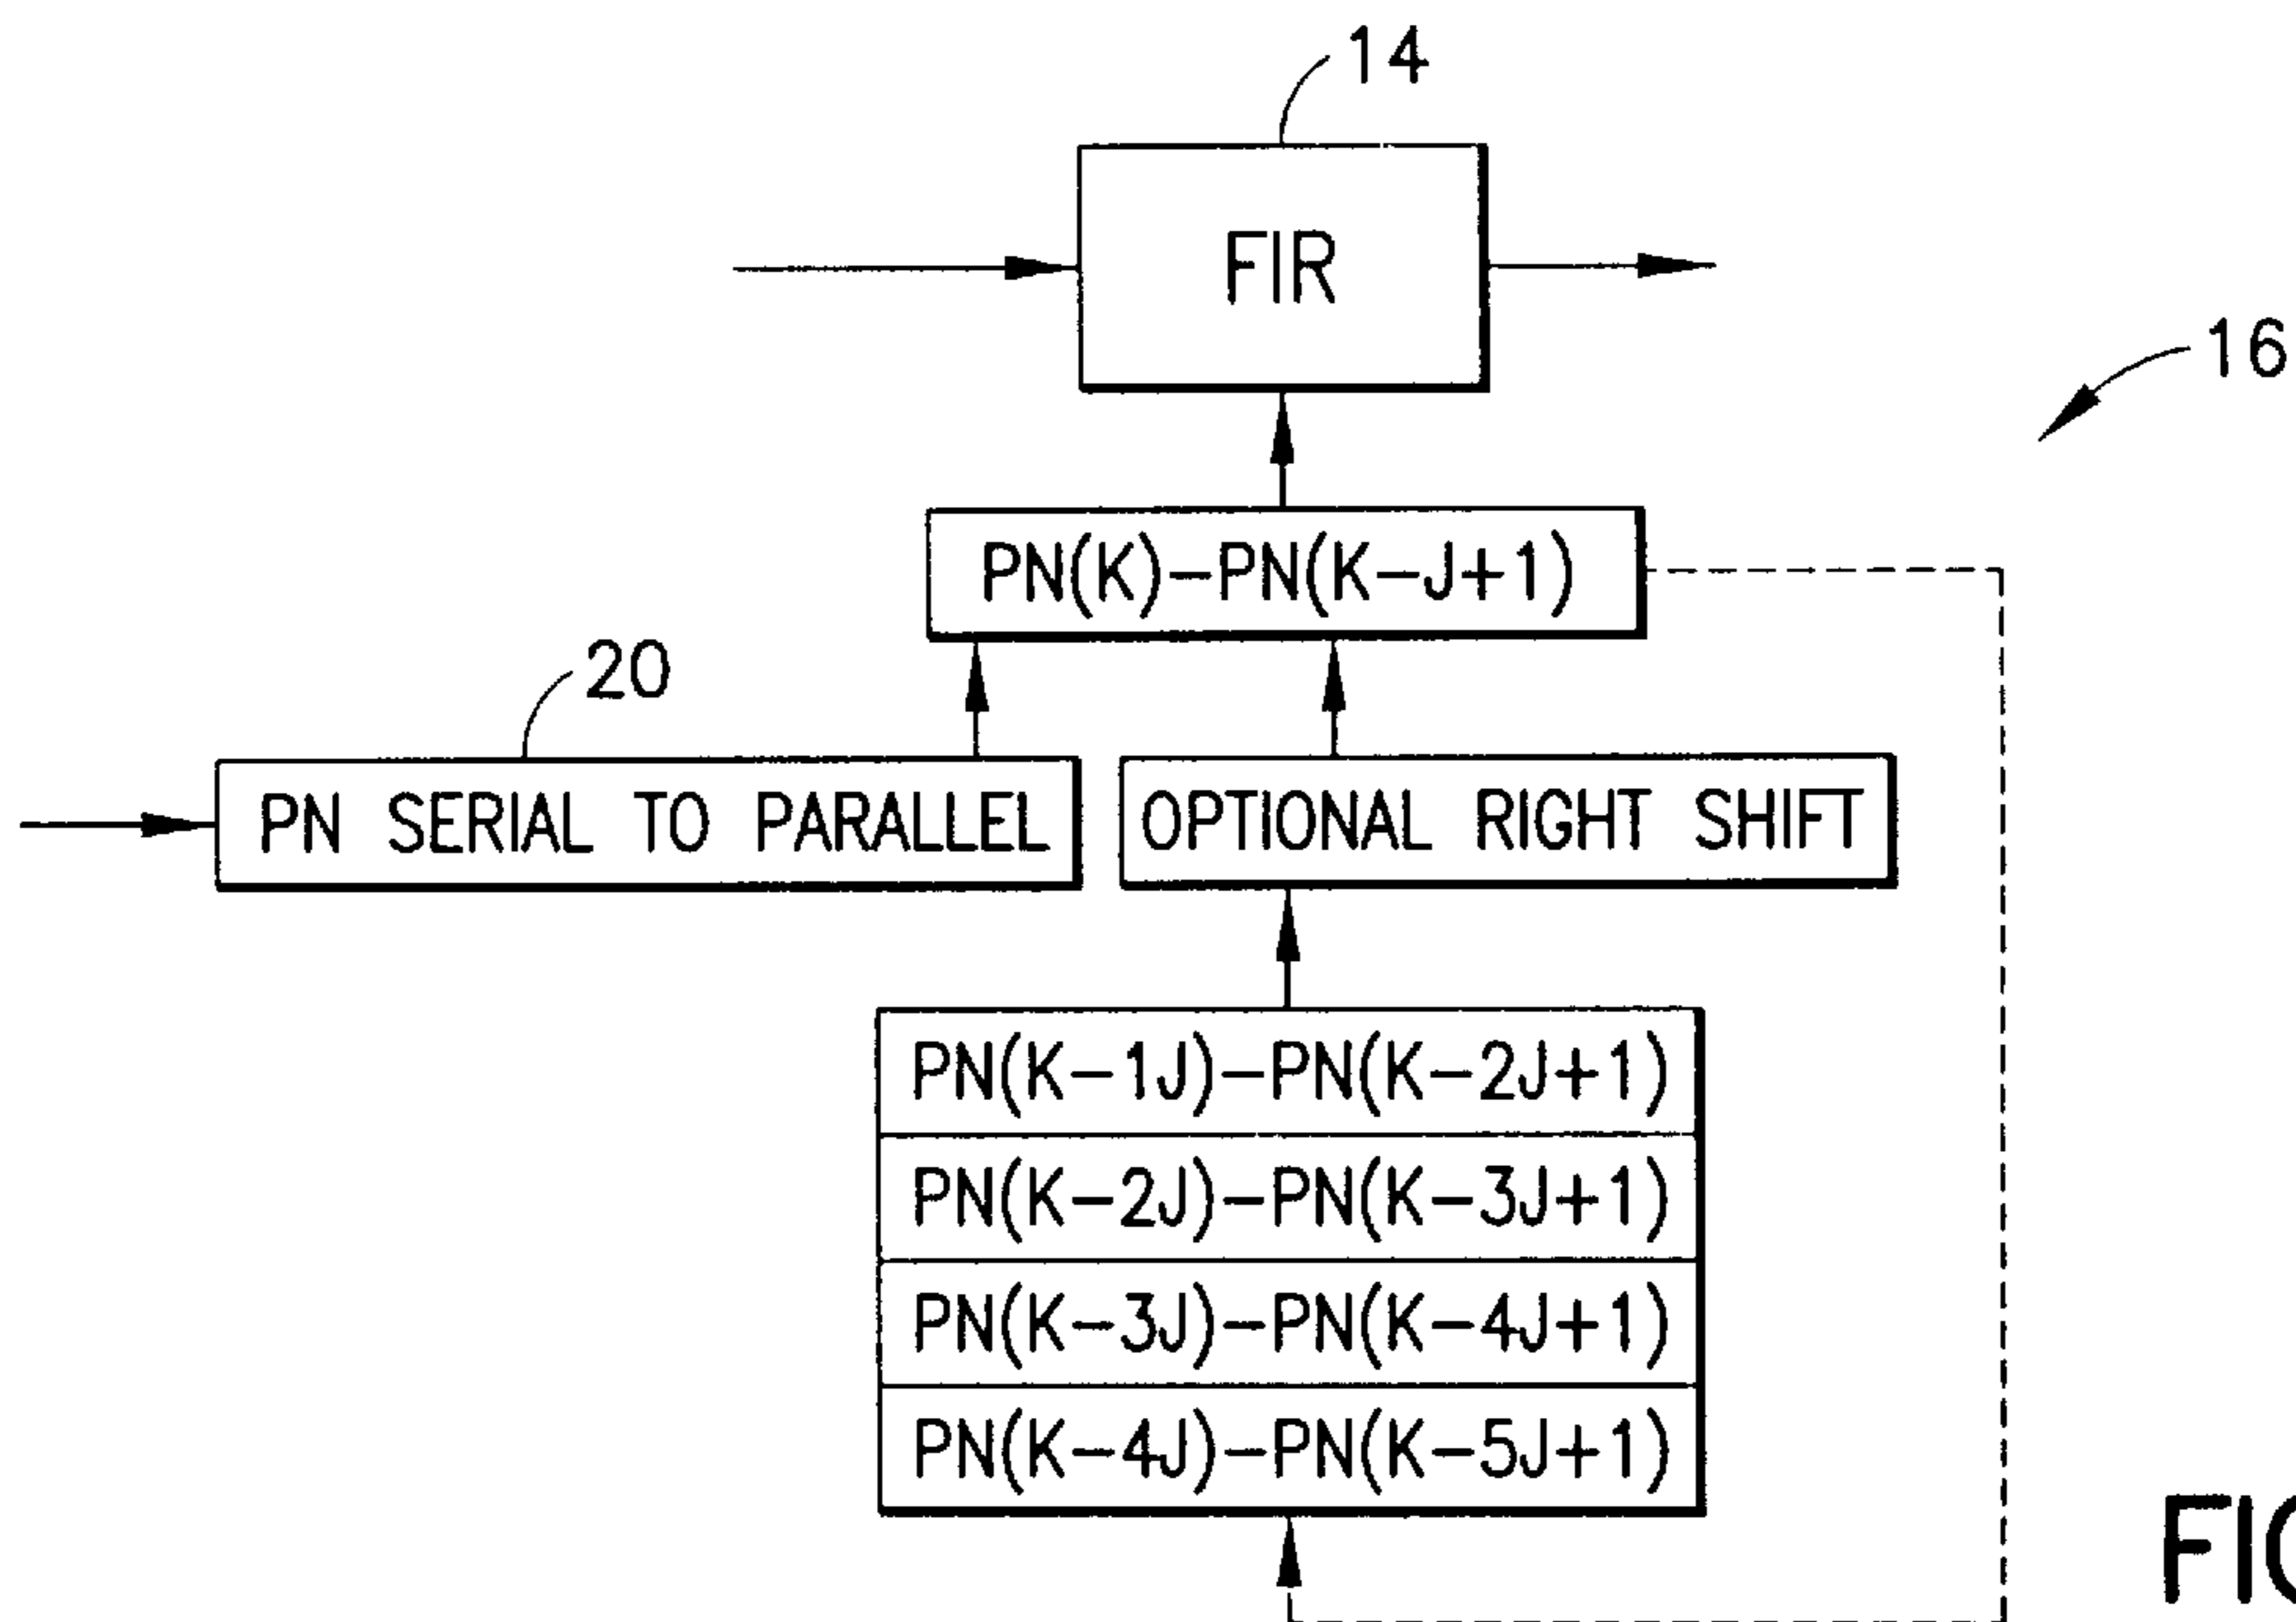 14
FIR
16
PN(K)-PN(K-J+1)
20
PN SERIAL TO PARALLEL
OPTIONAL RIGHT SHIFT
PN(K-1J)-PN(K-2J+1)
PN(K-2J)-PN(K-3J+1)
PN(K-3J)-PN(K-4J+1)
PN(K-4J)-PN(K-5J+1)